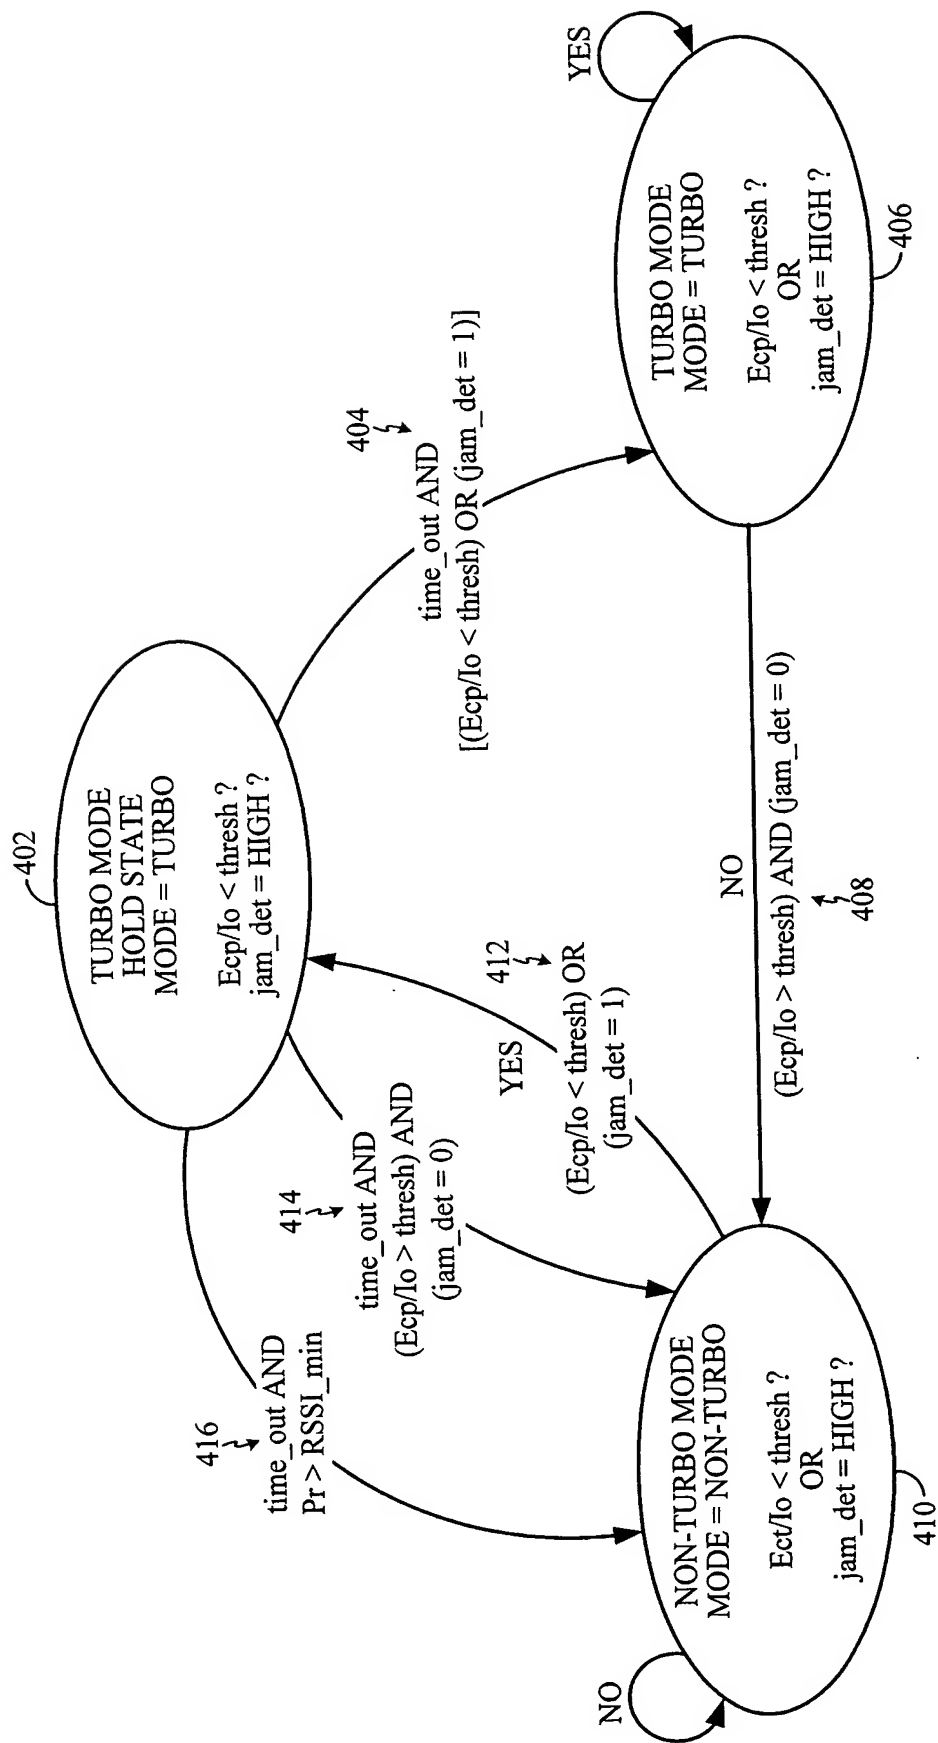 402
TURBO MODE
HOLD STATE
MODE = TURBO
Ecp/Io < thresh ?
jam_det = HIGH ?
416
time_out AND
Pr > RSSI_min
414
time_out AND
(Ecp/Io > thresh) AND
(jam_det = 0)
412
YES
(Ecp/Io < thresh) OR
(jam_det = 1)
404
time_out AND
[(Ecp/Io < thresh) OR (jam_det = 1)]
NO
NON-TURBO MODE
MODE = NON-TURBO
Ect/Io < thresh ?
OR
jam_det = HIGH ?
410
NO
(Ecp/Io > thresh) AND (jam_det = 0)
408
YES
TURBO MODE
MODE = TURBO
Ecp/Io < thresh ?
OR
jam_det = HIGH ?
406